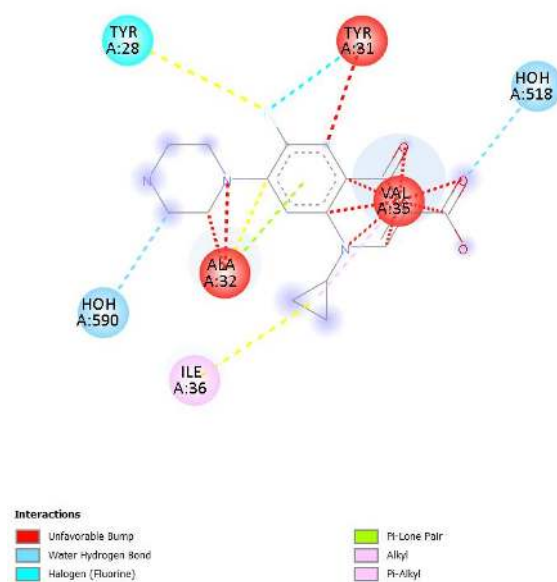 TYR
A:28
TYR
A:31
HOH
A:518
N
N
O
O
VAL
A:35
O
N
ALA
A:32
HOH
A:590
ILE
A:36
Interactions
Unfavorable Bump
Water Hydrogen Bond
Halogen (Fluorine)
Pi-Lone Pair
Alkyl
Pi-Alkyl